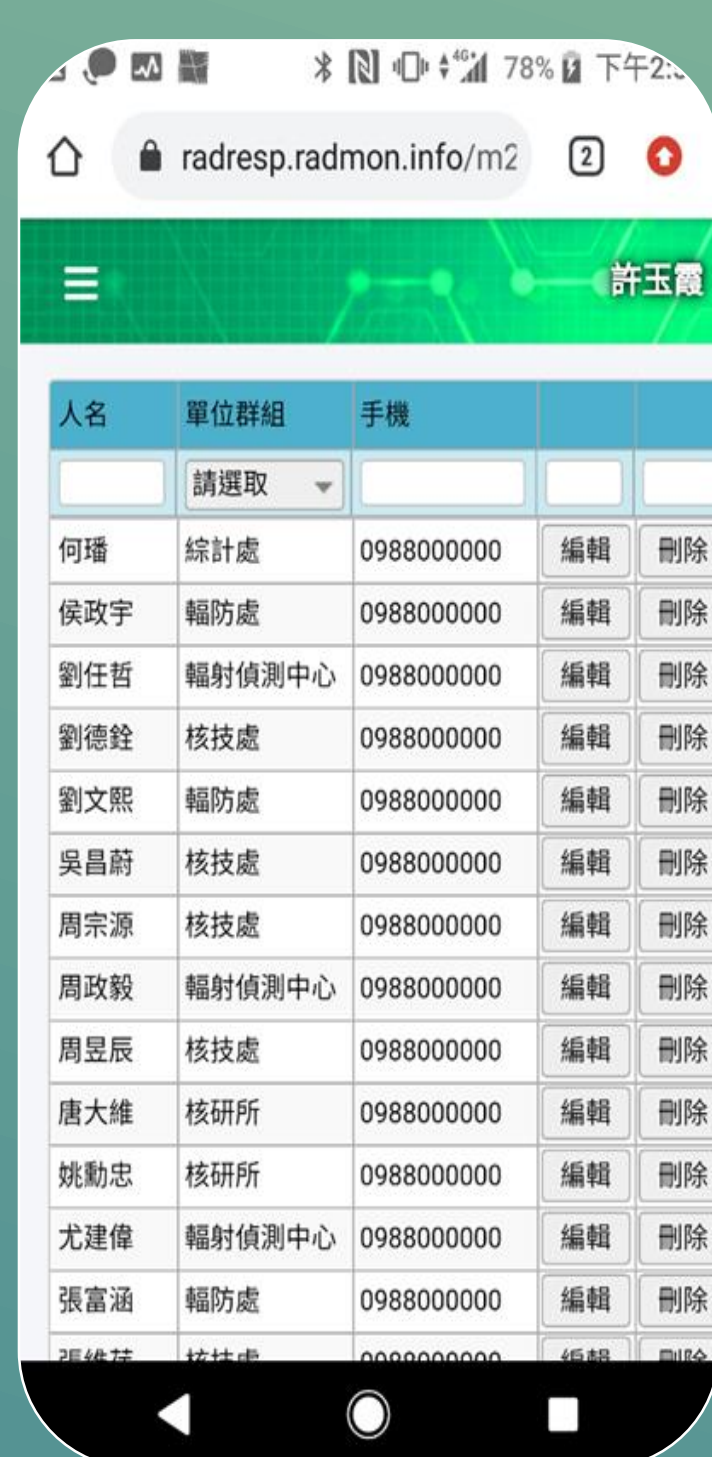 78% 下午2:
radresp.radmon.info/m2 2
許玉霞
人名 單位群組 手機
請選取
何璠 綜計處 0988000000 編輯 刪除
侯政宇 輻防處 0988000000 編輯 刪除
劉任哲 輻射偵測中心 0988000000 編輯 刪除
劉德銓 核技處 0988000000 編輯 刪除
劉文熙 輻防處 0988000000 編輯 刪除
吳昌蔚 核技處 0988000000 編輯 刪除
周宗源 核技處 0988000000 編輯 刪除
周政毅 輻射偵測中心 0988000000 編輯 刪除
周昱辰 核技處 0988000000 編輯 刪除
唐大維 核研所 0988000000 編輯 刪除
姚勳忠 核研所 0988000000 編輯 刪除
尤建偉 輻射偵測中心 0988000000 編輯 刪除
張富涵 輻防處 0988000000 編輯 刪除